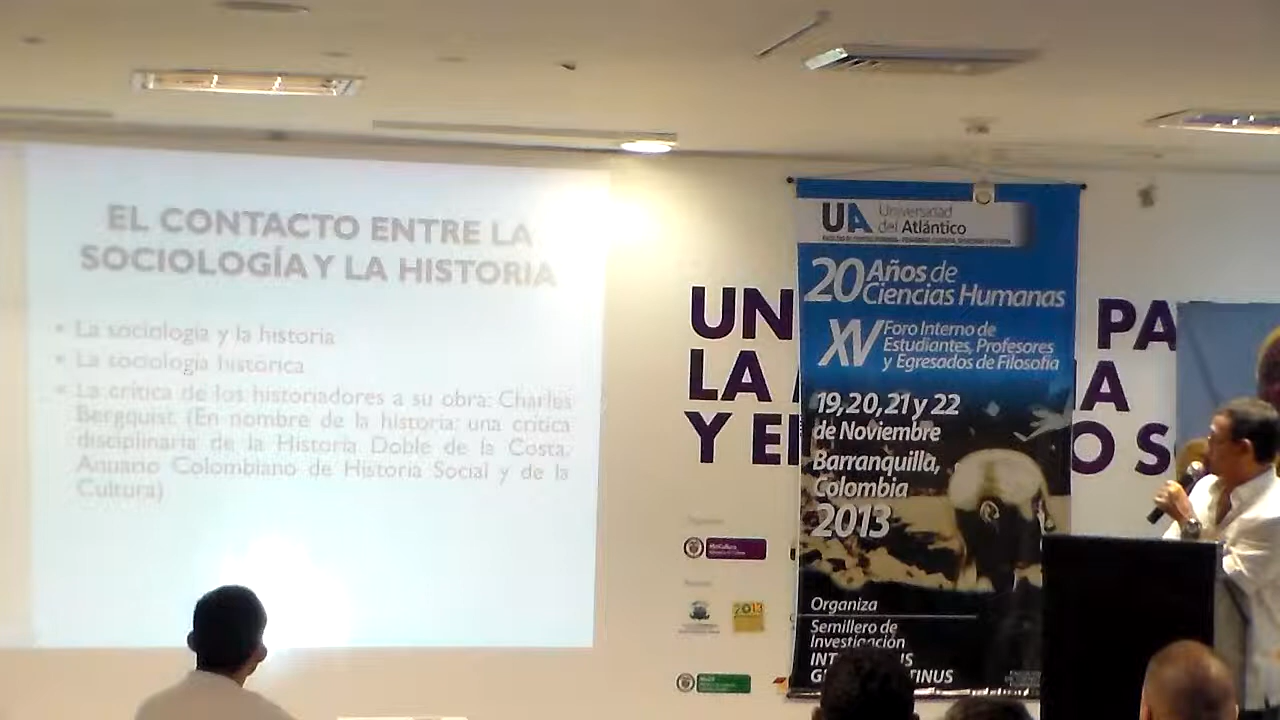 EL CONTACTO ENTRE LA
SOCIOLOGÍA Y LA HISTORIA
• La sociología y la historia
• La sociología historica
• La crítica de los historiadores a su obra: Charles
Bergquist (En nombre de la historia: una crítica
disciplinaria de la Historia Doble de la Costa.
Anuario Colombiano de Historia Social y de la
Cultura)
UA Universidad
del Atlántico
20 Años de
Ciencias Humanas
XV Foro Interno de
Estudiantes, Profesores
y Egresados de Filosofía
19, 20, 21 y 22
de Noviembre
Barranquilla,
Colombia
2013
Organiza
Semillero de
Investigación
UN PA
LA A
Y E O S
MinCultura
2013